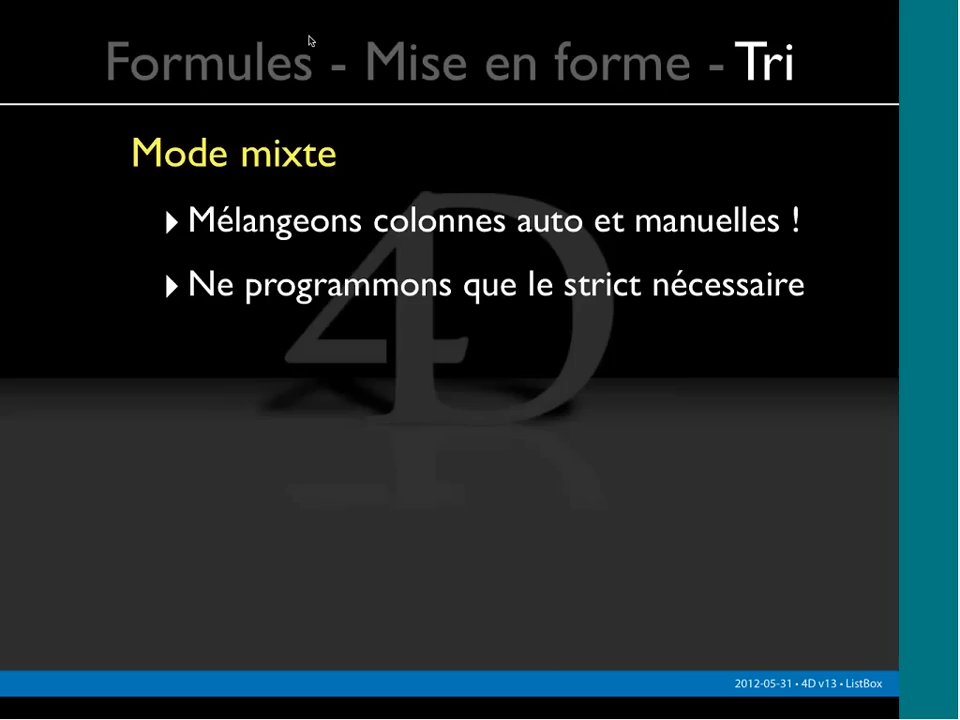 Formules - Mise en forme - Tri
Mode mixte
‣ Mélangeons colonnes auto et manuelles !
‣ Ne programmons que le strict nécessaire
4D
2012-05-31 • 4D v13 • ListBox